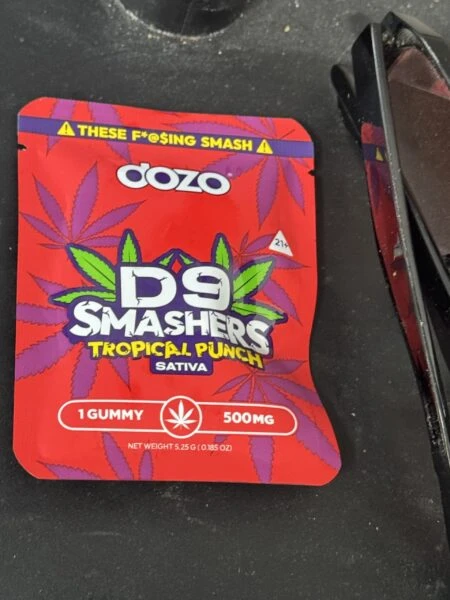 ⚠ THESE F*@$ING SMASH ⚠
dozo
21+
D9
SMASHERS
TROPICAL PUNCH
SATIVA
1 GUMMY 500MG
NET WEIGHT 5.25 G ( 0.185 OZ)